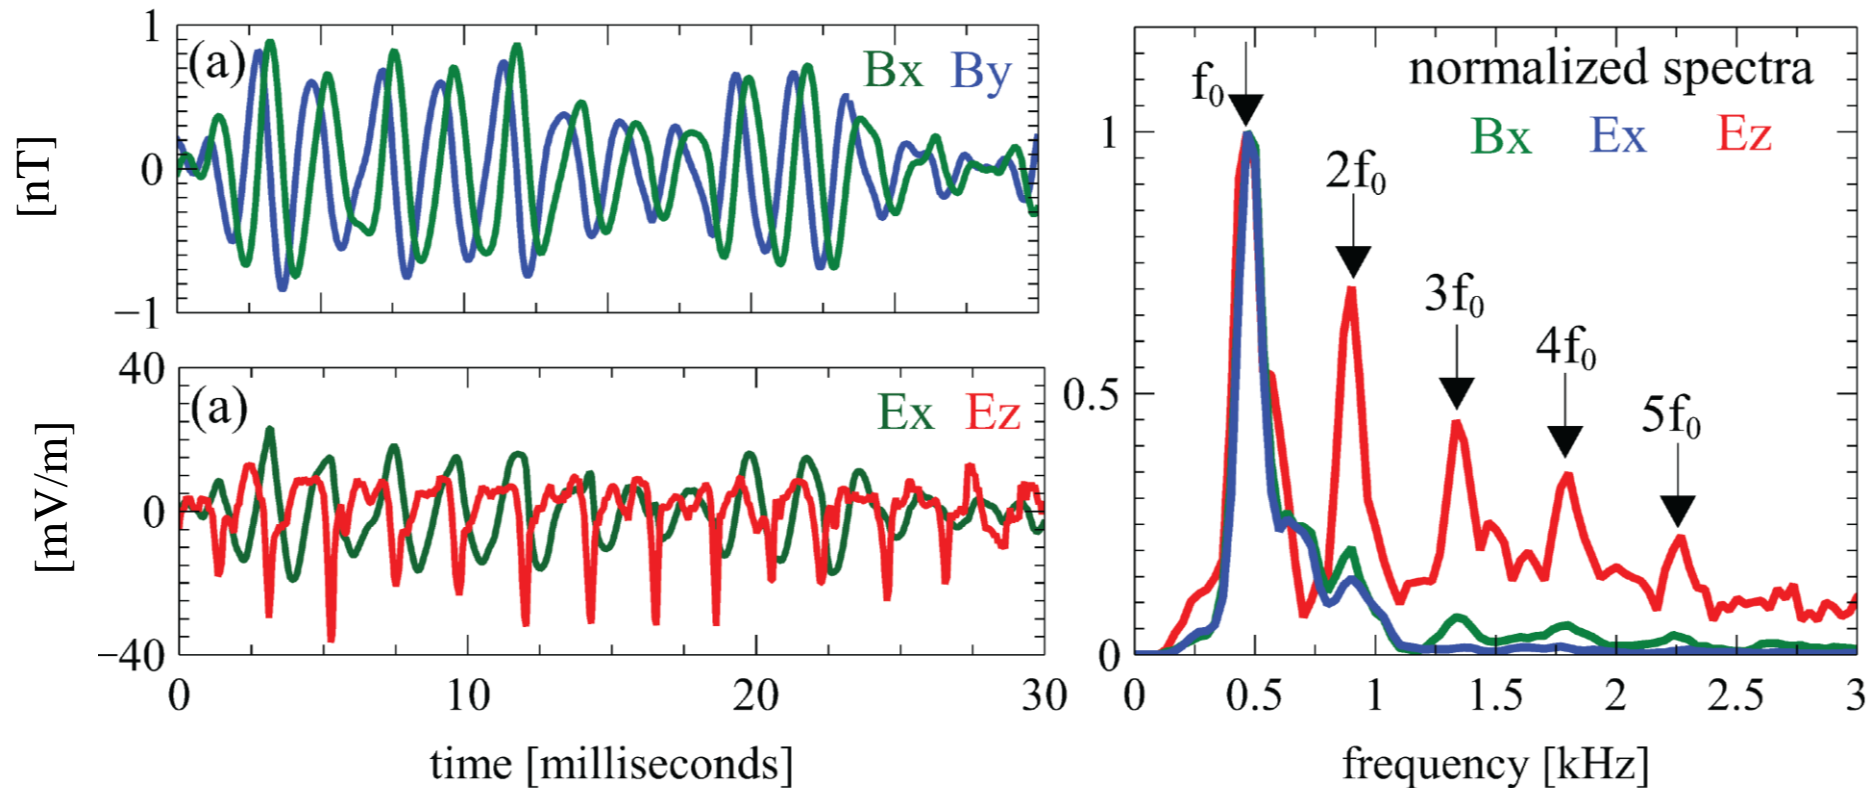 1
(a)
Bx By
[nT]
0
−1
40
(a)
Ex Ez
[mV/m]
0
−40
0 10 20 30
time [milliseconds]
normalized spectra
Bx Ex Ez
f₀
2f₀
3f₀
4f₀
5f₀
1
0.5
0
0 0.5 1 1.5 2 2.5 3
frequency [kHz]